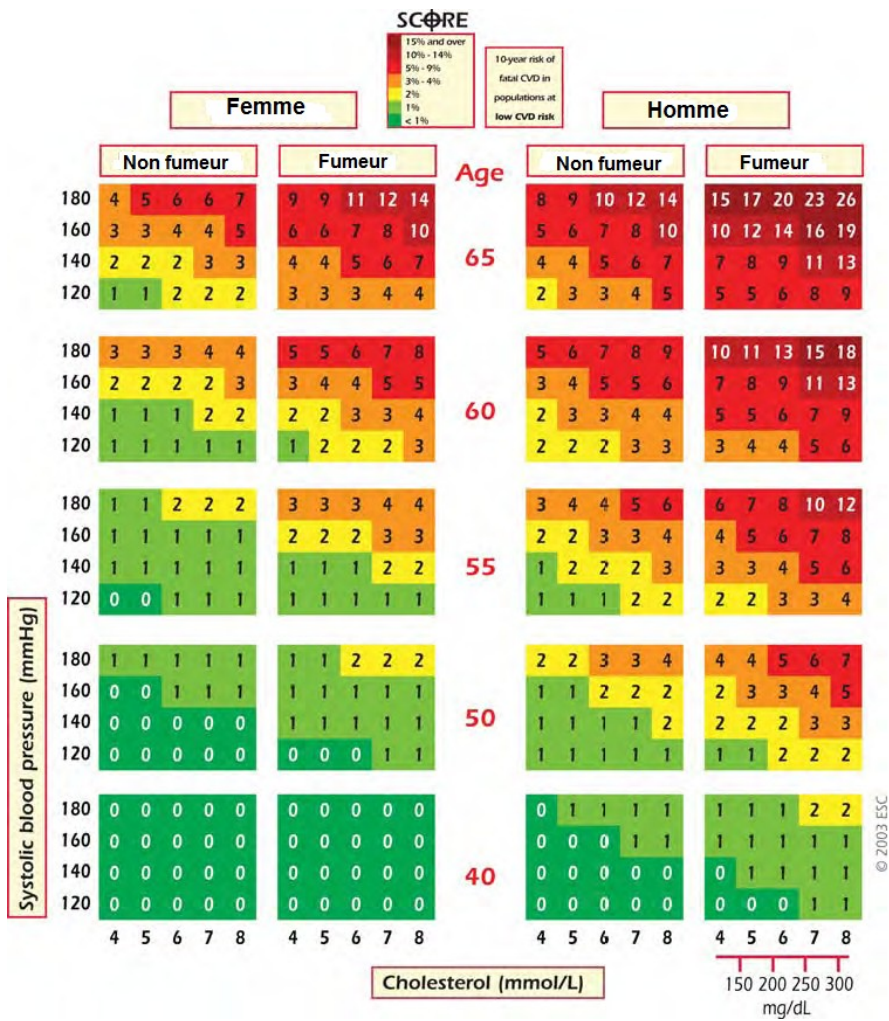 SCORE
15% and over
10% - 14%
5% - 9%
3% - 4%
2%
1%
< 1%
10-year risk of
fatal CVD in
populations at
low CVD risk
Femme
Homme
Non fumeur
Fumeur
Age
Non fumeur
Fumeur
180 4 5 6 6 7 9 9 11 12 14 8 9 10 12 14 15 17 20 23 26
160 3 3 4 4 5 6 6 7 8 10 5 6 7 8 10 10 12 14 16 19
65
140 2 2 2 3 3 4 4 5 6 7 4 4 5 6 7 7 8 9 11 13
120 1 1 2 2 2 3 3 3 4 4 2 3 3 4 5 5 5 6 8 9
180 3 3 3 4 4 5 5 6 7 8 5 6 7 8 9 10 11 13 15 18
160 2 2 2 2 3 3 4 4 5 5 3 4 5 5 6 7 8 9 11 13
60
140 1 1 1 2 2 2 2 3 3 4 2 3 3 4 4 5 5 6 7 9
120 1 1 1 1 1 1 2 2 2 3 2 2 2 3 3 3 4 4 5 6
180 1 1 2 2 2 3 3 3 4 4 3 4 4 5 6 6 7 8 10 12
160 1 1 1 1 1 2 2 2 3 3 2 2 3 3 4 4 5 6 7 8
55
140 1 1 1 1 1 1 1 1 2 2 1 2 2 2 3 3 3 4 5 6
120 0 0 1 1 1 1 1 1 1 1 1 1 1 2 2 2 2 3 3 4
180 1 1 1 1 1 1 1 2 2 2 2 2 3 3 4 4 4 5 6 7
160 0 0 1 1 1 1 1 1 1 1 1 1 2 2 2 2 3 3 4 5
50
140 0 0 0 0 0 1 1 1 1 1 1 1 1 1 2 2 2 2 3 3
120 0 0 0 0 0 0 0 0 1 1 1 1 1 1 1 1 1 2 2 2
180 0 0 0 0 0 0 0 0 0 0 0 1 1 1 1 1 1 1 2 2
160 0 0 0 0 0 0 0 0 0 0 0 0 0 1 1 1 1 1 1 1
40
140 0 0 0 0 0 0 0 0 0 0 0 0 0 0 0 0 1 1 1 1
120 0 0 0 0 0 0 0 0 0 0 0 0 0 0 0 0 0 0 1 1
4 5 6 7 8 4 5 6 7 8 4 5 6 7 8 4 5 6 7 8
Systolic blood pressure (mmHg)
Cholesterol (mmol/L)
150 200 250 300
mg/dL
© 2003 ESC